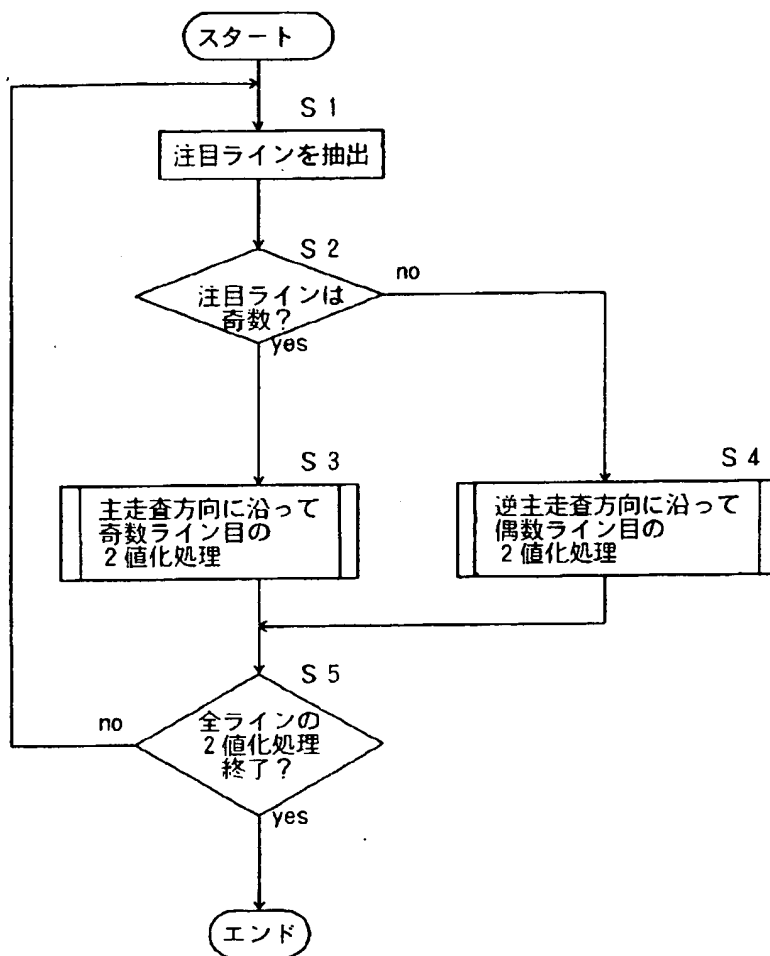 スタート
S 1
注目ラインを抽出
S 2
no
注目ラインは
奇数？
yes
S 3
主走査方向に沿って
奇数ライン目の
2値化処理
S 4
逆主走査方向に沿って
偶数ライン目の
2値化処理
S 5
no
全ラインの
2値化処理
終了？
yes
エンド